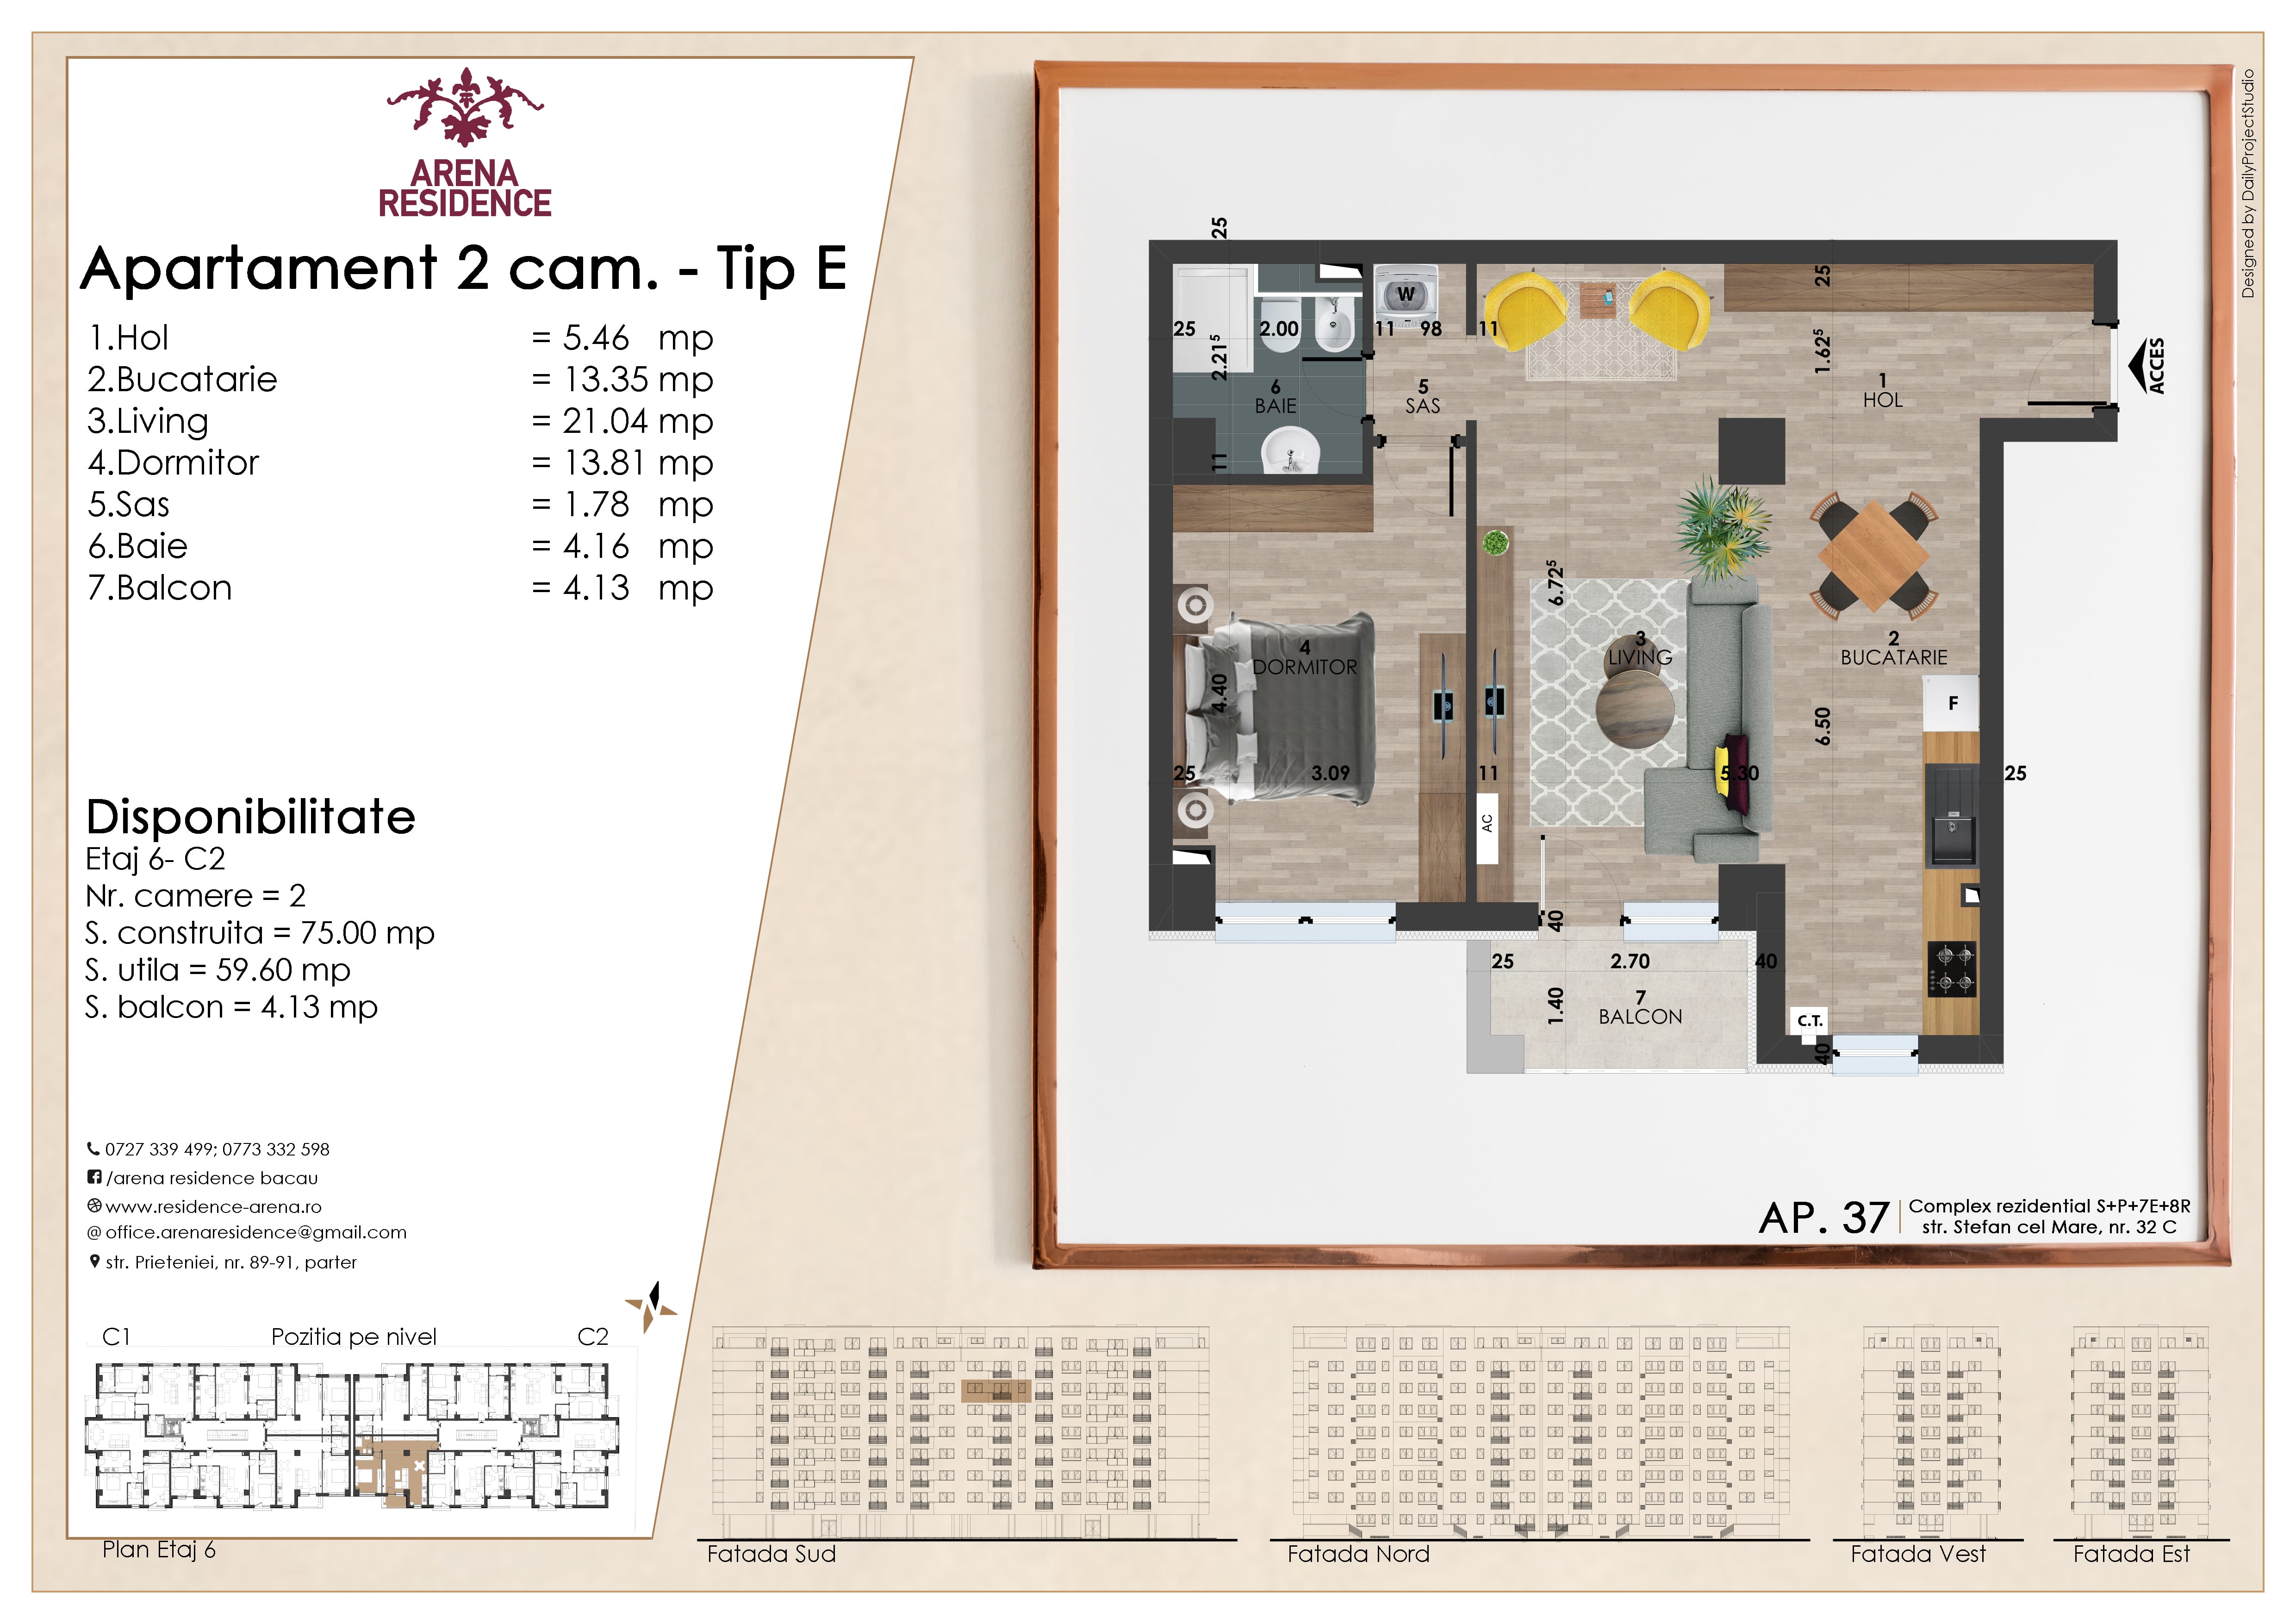 ARENA
RESIDENCE
Apartament 2 cam. - Tip E
1.Hol = 5.46 mp
2.Bucatarie = 13.35 mp
3.Living = 21.04 mp
4.Dormitor = 13.81 mp
5.Sas = 1.78 mp
6.Baie = 4.16 mp
7.Balcon = 4.13 mp
Disponibilitate
Etaj 6- C2
Nr. camere = 2
S. construita = 75.00 mp
S. utila = 59.60 mp
S. balcon = 4.13 mp
0727 339 499; 0773 332 598
/arena residence bacau
www.residence-arena.ro
@ office.arenaresidence@gmail.com
str. Prieteniei, nr. 89-91, parter
C1 Pozitia pe nivel C2
Plan Etaj 6
Designed by DailyProjectStudio
25
25
W
25 2.00 11 98 11
2.21⁵
1.62⁵
ACCES
6
BAIE
5
SAS
1
HOL
11
6.72⁵
4
DORMITOR
3
LIVING
2
BUCATARIE
4.40
F
6.50
25 3.09 11 5.30 25
AC
40
25 2.70 40
1.40
7
BALCON
C.T.
40
AP. 37
Complex rezidential S+P+7E+8R
str. Stefan cel Mare, nr. 32 C
Fatada Sud
Fatada Nord
Fatada Vest
Fatada Est